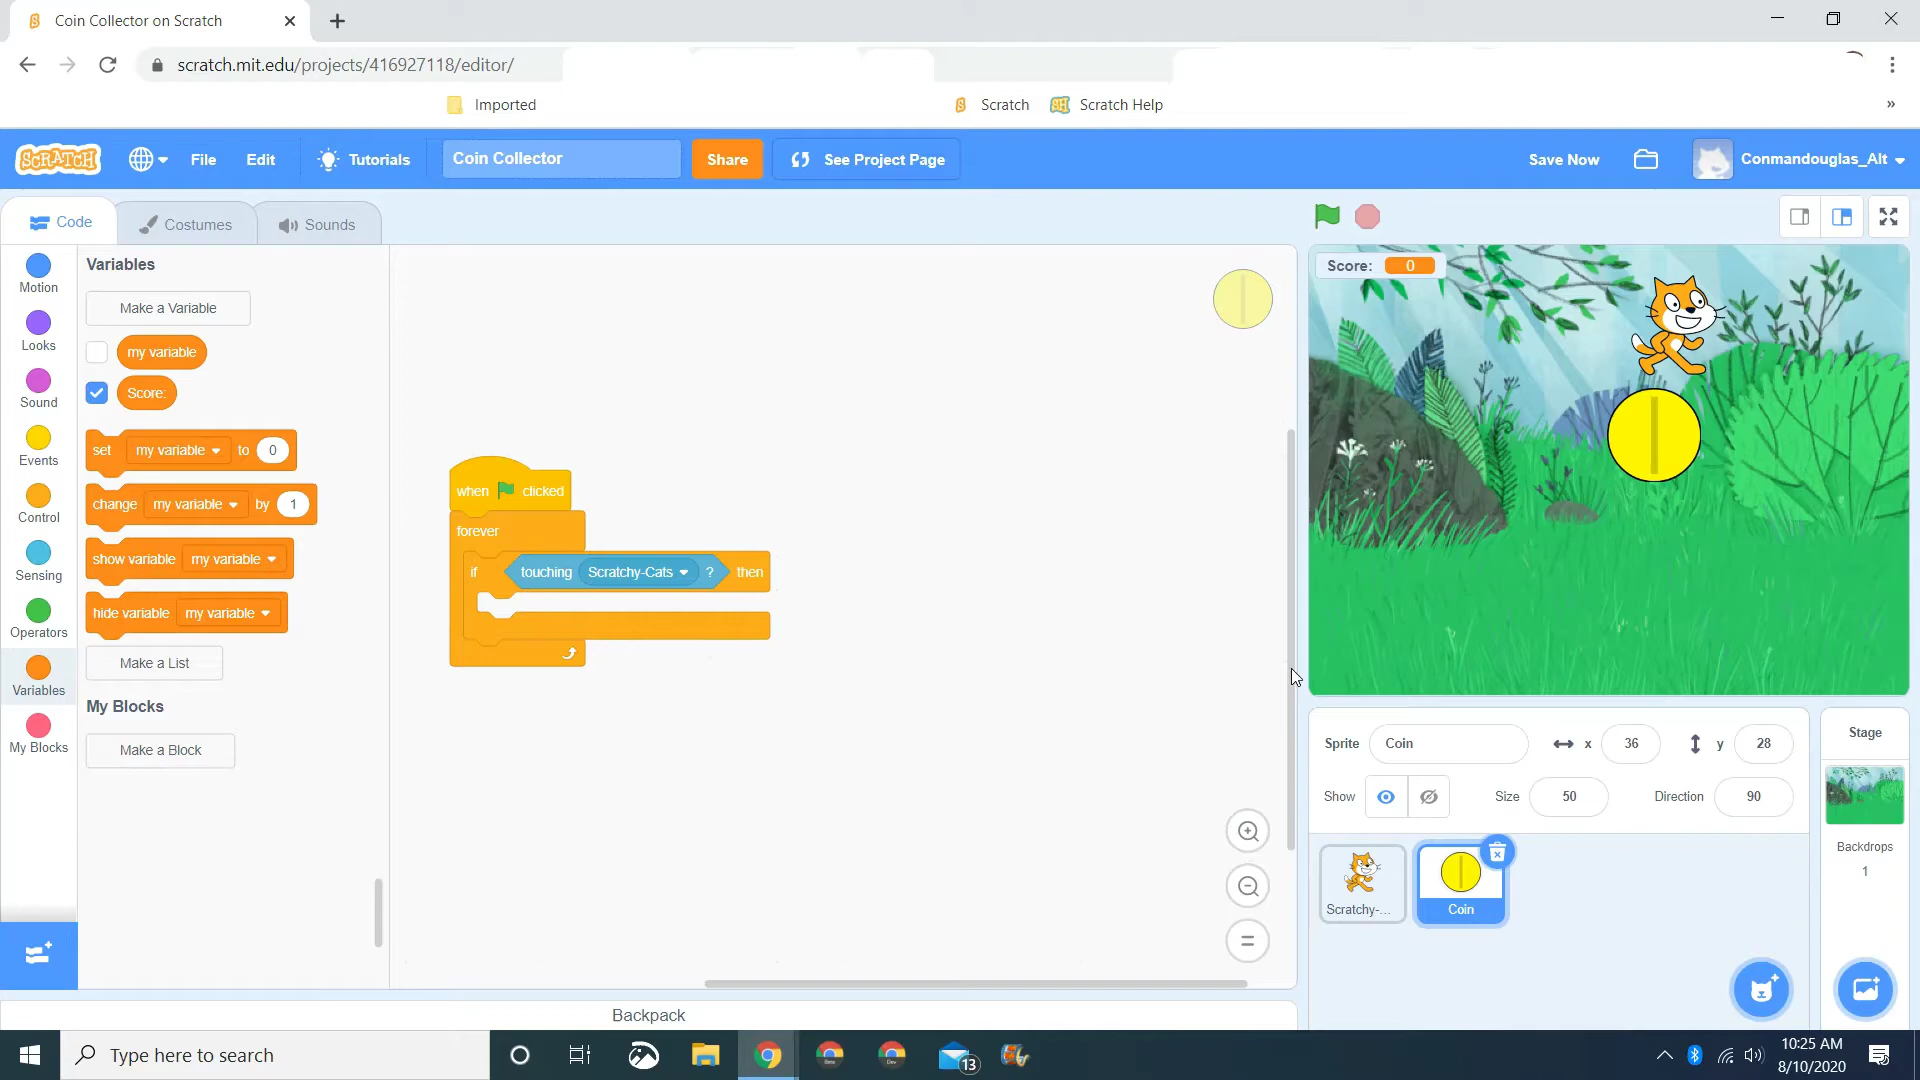 Coin Collector on Scratch
scratch.mit.edu/projects/416927118/editor/
Imported
Scratch
Scratch Help
»
SCRATCH
File
Edit
Tutorials
Coin Collector
Share
See Project Page
Save Now
Conmandouglas_Alt
Code
Costumes
Sounds
Motion
Looks
Sound
Events
Control
Sensing
Operators
Variables
My Blocks
Variables
Make a Variable
my variable
Score:
set my variable to 0
change my variable by 1
show variable my variable
hide variable my variable
Make a List
My Blocks
Make a Block
when clicked
forever
if touching Scratchy-Cats ? then
Score: 0
Sprite Coin x 36 y 28
Show Size 50 Direction 90
Scratchy-...
Coin
Stage
Backdrops
1
Backpack
Type here to search
13
10:25 AM
8/10/2020